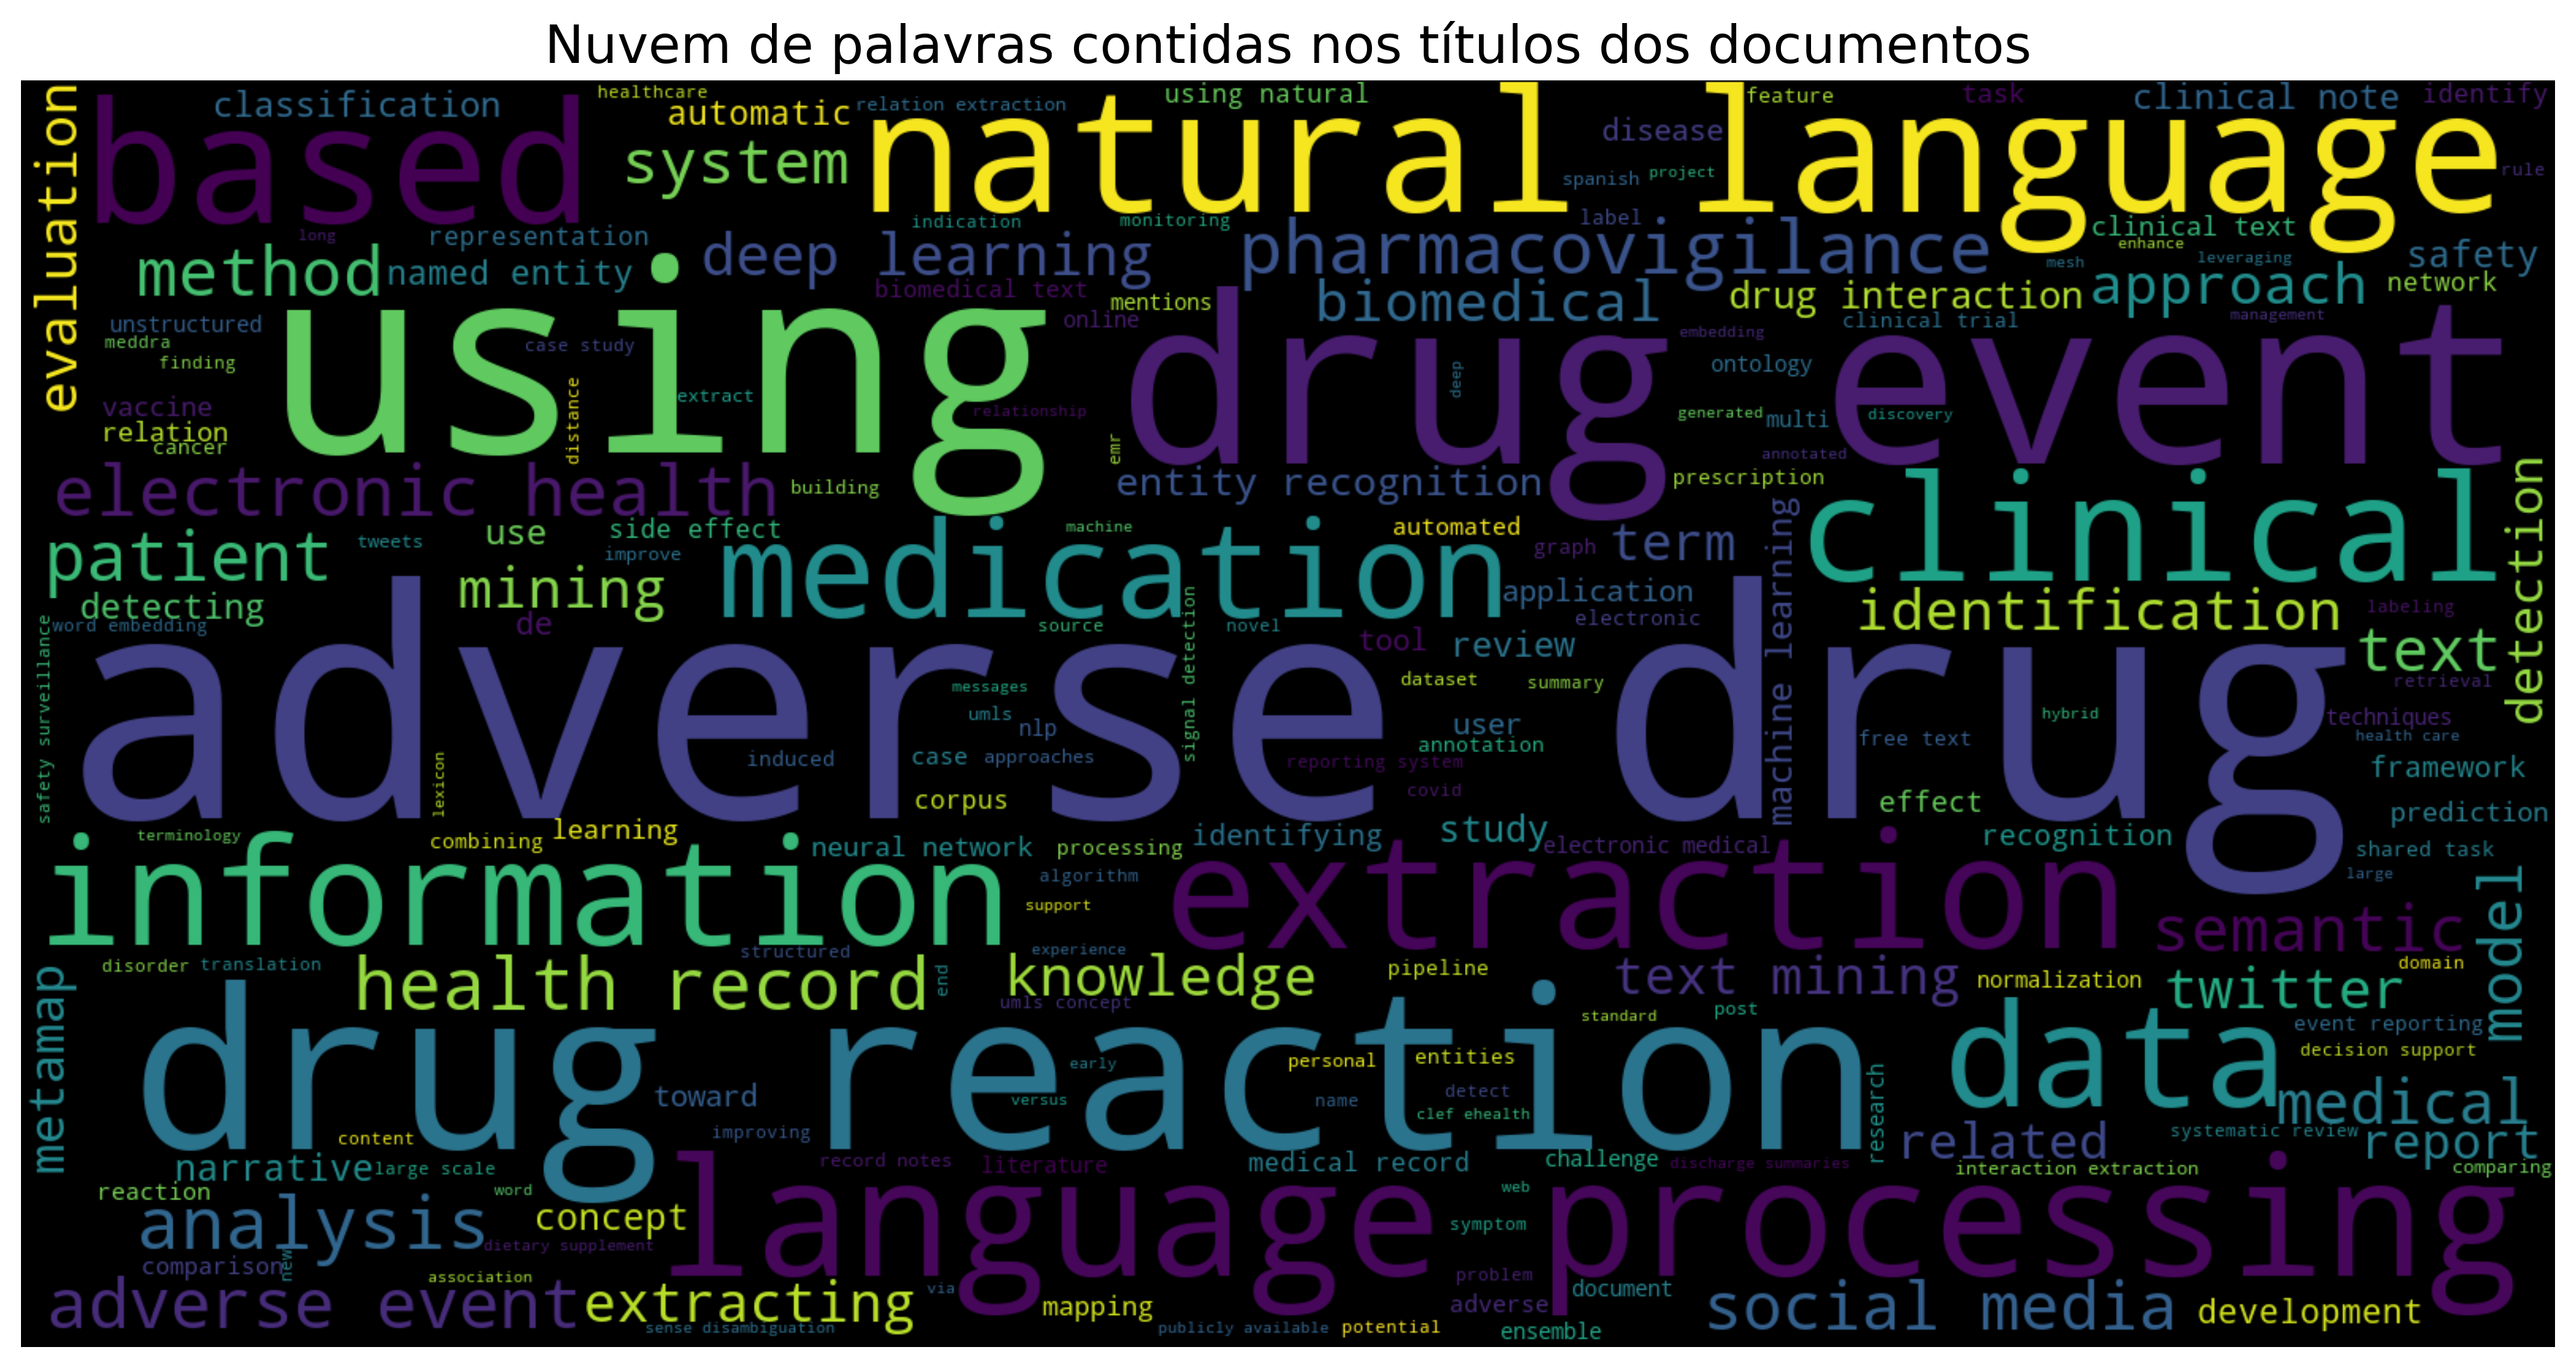 Nuvem de palavras contidas nos títulos dos documentos
evaluation
classification
healthcare
automatic
relation extraction
using natural
natural language
feature
task
clinical note
identify
based
system
disease
spanish
project
rule
long
representation
indication
monitoring
label
clinical text
enhance
method
named entity
deep learning
pharmacovigilance
mesh
leveraging
safety
biomedical text
mentions
biomedical
drug interaction
approach
network
unstructured
meddra
finding
using
case study
online
drug event
embedding
clinical trial
management
ontology
deep
vaccine
relation
cancer
distance
extract
relationship
emr
generated
multi
discovery
annotated
electronic health
building
entity recognition
prescription
clinical
detection
patient
tweets
use
side effect
improve
machine
medication
automated
graph
term
machine learning
detecting
mining
application
identification
labeling
word embedding
de
source
novel
electronic
safety surveillance
signal detection
tool
review
text
adverse drug
messages
umls
nlp
dataset
summary
retrieval
user
annotation
hybrid
techniques
free text
health care
lexicon
induced
case
approaches
reporting system
framework
covid
corpus
effect
prediction
terminology
combining
learning
neural network
processing
identifying
study
electronic medical
recognition
shared task
information
algorithm
support
extraction
large
model
semantic
metamap
disorder
translation
structured
experience
health record
end
knowledge
umls concept
pipeline
text mining
normalization
twitter
domain
drug reaction
standard
post
data
event reporting
decision support
early
personal
entities
toward
versus
name
detect
clef ehealth
research
medical
content
improving
related
systematic review
report
narrative
large scale
record notes
literature
medical record
challenge
discharge summaries
interaction extraction
comparing
reaction
word
language processing
web
analysis
concept
symptom
new
dietary supplement
comparison
association
problem
adverse event
extracting
via
mapping
adverse
document
social media
development
sense disambiguation
publicly available
potential
ensemble